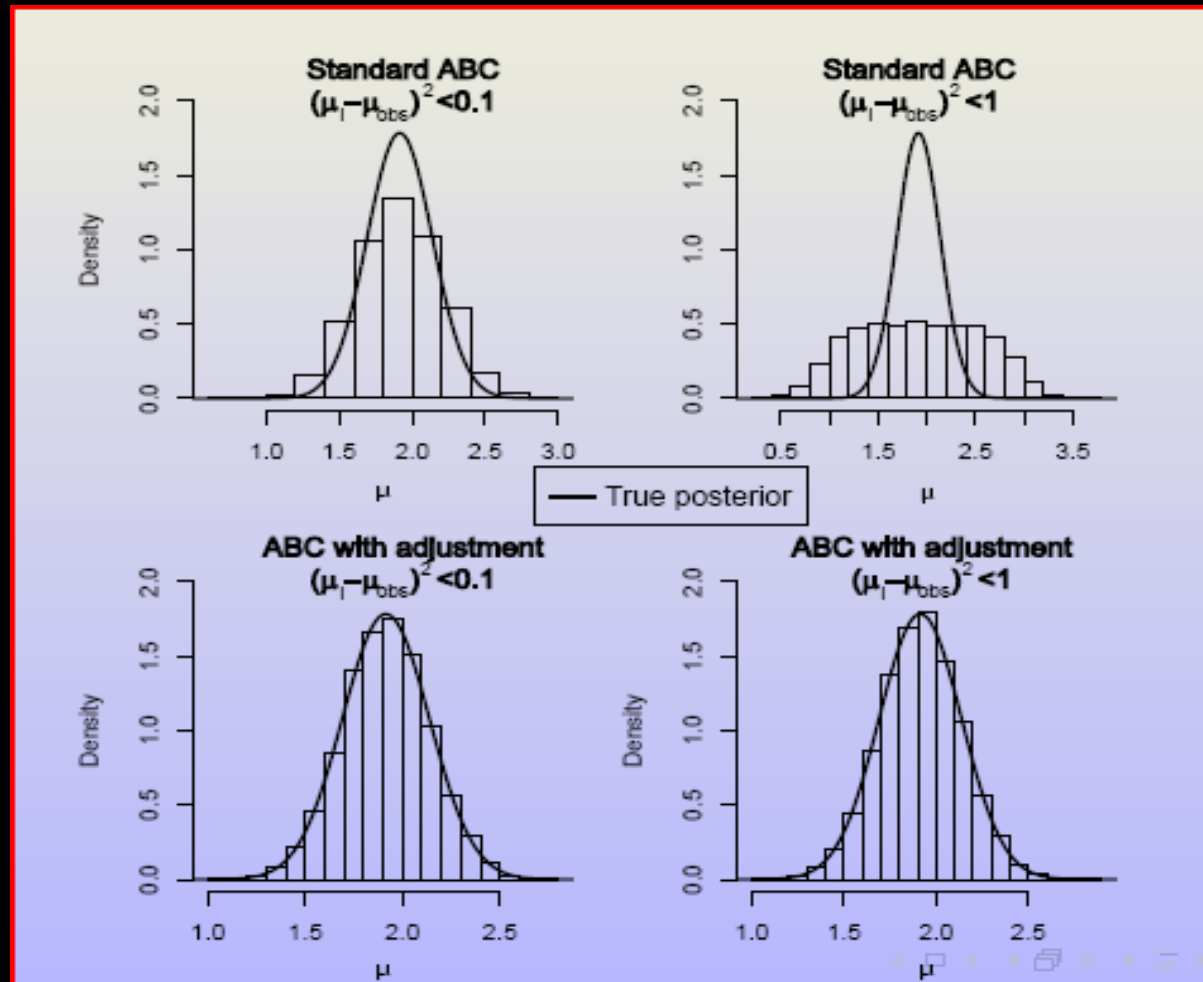 Standard ABC
(μᵢ−μobs)²<0.1
Density
2.0
1.5
1.0
0.5
0.0
1.0 1.5 2.0 2.5 3.0
μ
Standard ABC
(μᵢ−μobs)²<1
2.0
1.5
1.0
0.5
0.0
0.5 1.5 2.5 3.5
μ
True posterior
ABC with adjustment
(μᵢ−μobs)²<0.1
Density
2.0
1.5
1.0
0.5
0.0
1.0 1.5 2.0 2.5
μ
ABC with adjustment
(μᵢ−μobs)²<1
Density
2.0
1.5
1.0
0.5
0.0
1.0 1.5 2.0 2.5
μ